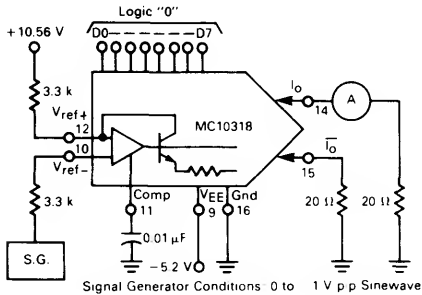 Logic "0"
+10.56 V
D0 D7
3.3 k
Vref+
12
10
Vref-
MC10318
Io
14
A
Io
15
3.3 k
Comp
11
VEE
9
Gnd
16
20 Ω
20 Ω
0.01 µF
S.G.
-5.2 V
Signal Generator Conditions 0 to 1 V p p Sinewave